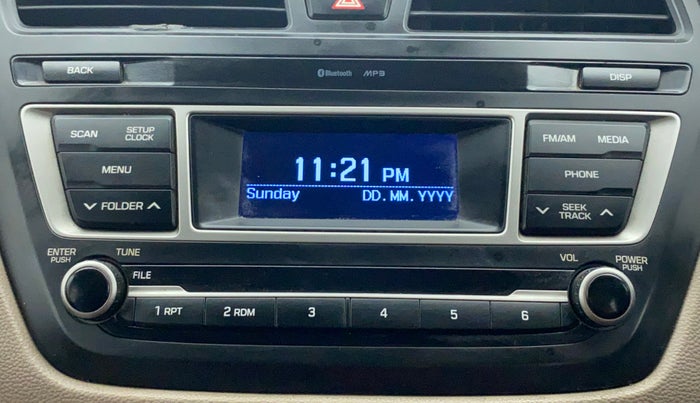 BACK
Bluetooth MP3
DISP
SCAN SETUP CLOCK
FM/AM MEDIA
MENU
PHONE
FOLDER
SEEK TRACK
11:21 PM
Sunday DD.MM.YYYY
ENTER PUSH
TUNE
VOL
POWER PUSH
FILE
1 RPT
2 RDM
3
4
5
6